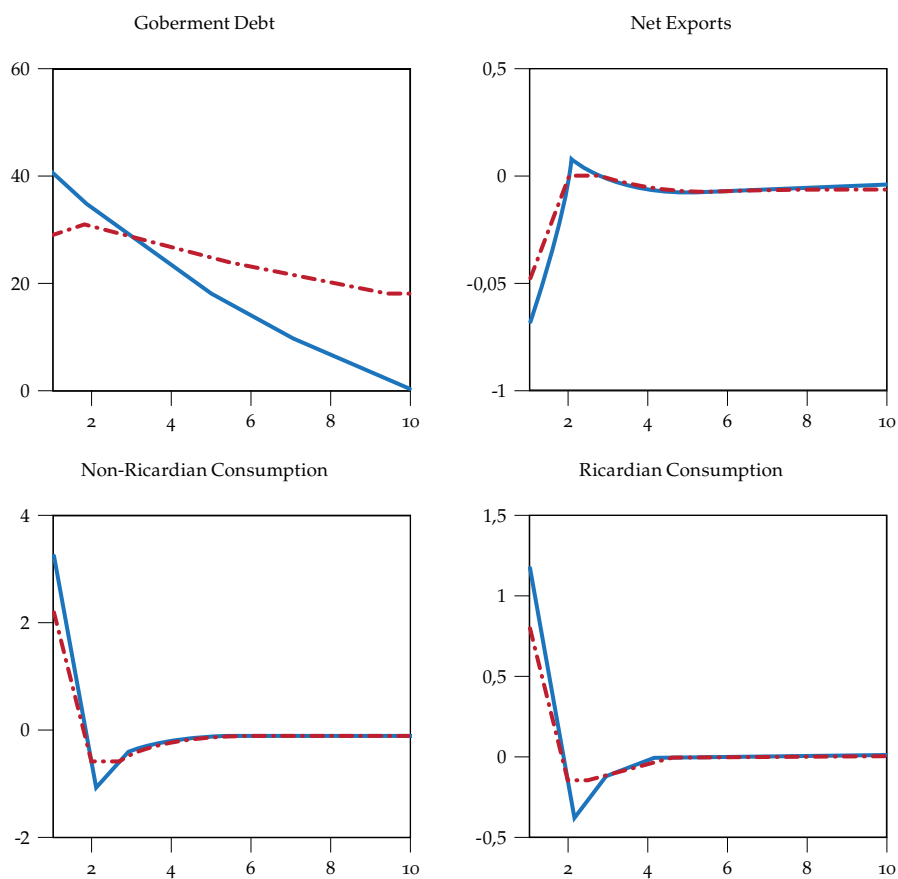 Goberment Debt
Net Exports
60
40
20
0
2 4 6 8 10
0,5
0
-0,05
-1
2 4 6 8 10
Non-Ricardian Consumption
Ricardian Consumption
4
2
0
-2
2 4 6 8 10
1,5
1
0,5
0
-0,5
2 4 6 8 10